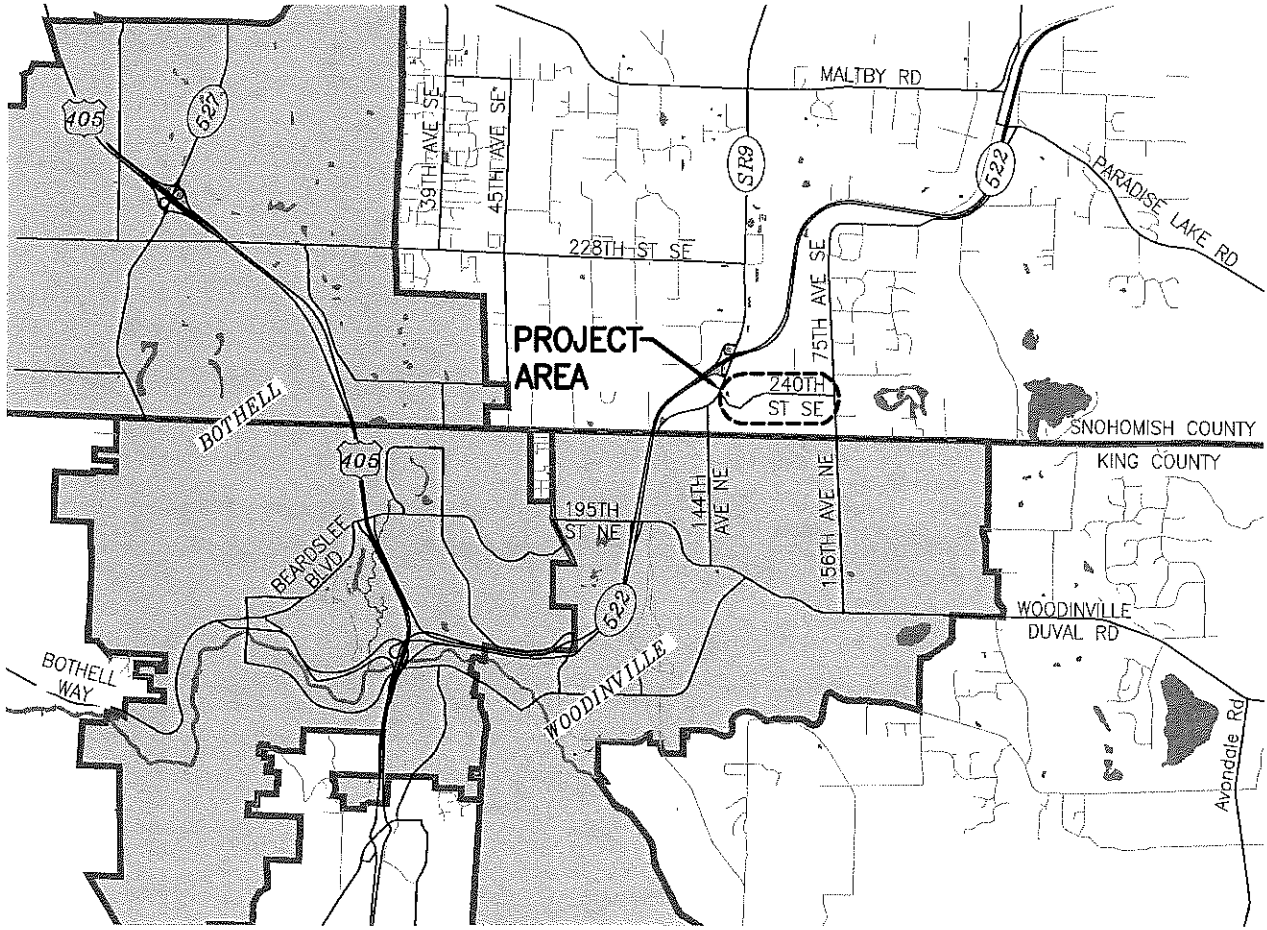 MALTBY RD
405
527
39TH AVE SE
45TH AVE SE
SR9
522
PARADISE LAKE RD
228TH ST SE
75TH AVE SE
PROJECT
AREA
240TH
ST SE
7
BOTHELL
SNOHOMISH COUNTY
KING COUNTY
405
195TH
ST NE
144TH
AVE NE
156TH AVE NE
BEARDSLEE
BLVD
522
WOODINVILLE
DUVAL RD
BOTHELL
WAY
WOODINVILLE
Avondale Rd